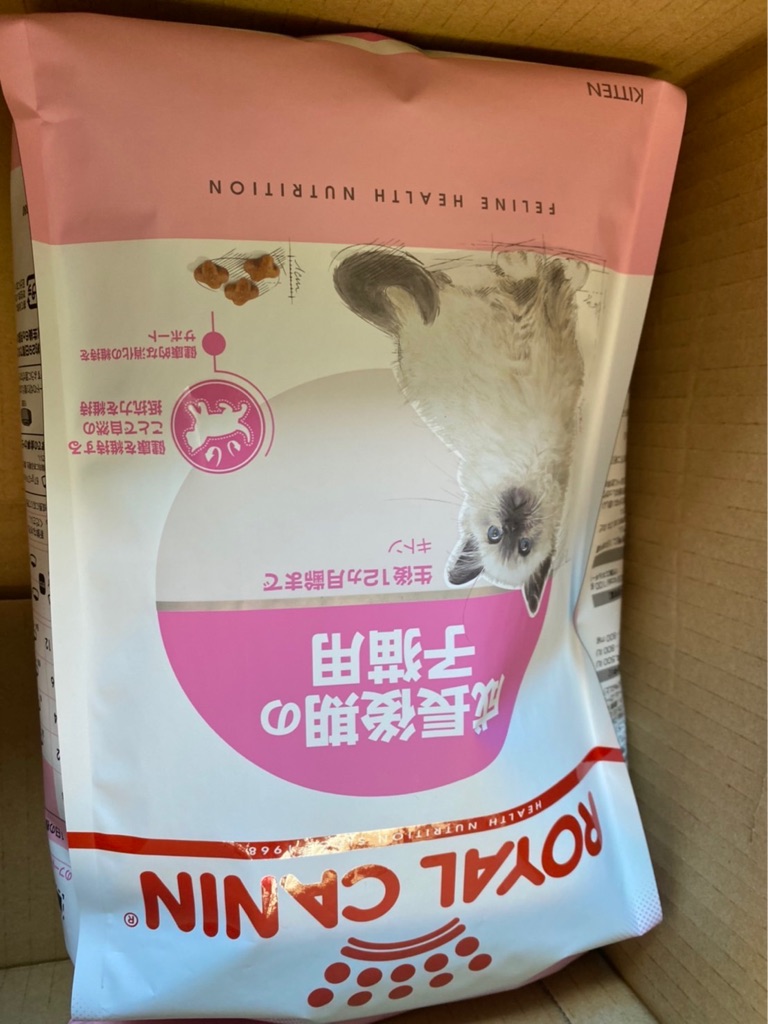 ROYAL CANIN®
HEALTH NUTRITION
成長後期の
子猫用
生後12カ月齢まで
キトン
健康を維持する
ことで自然の
抵抗力を維持
健康的な消化の維持を
サポート
1cm
FELINE HEALTH NUTRITION
KITTEN